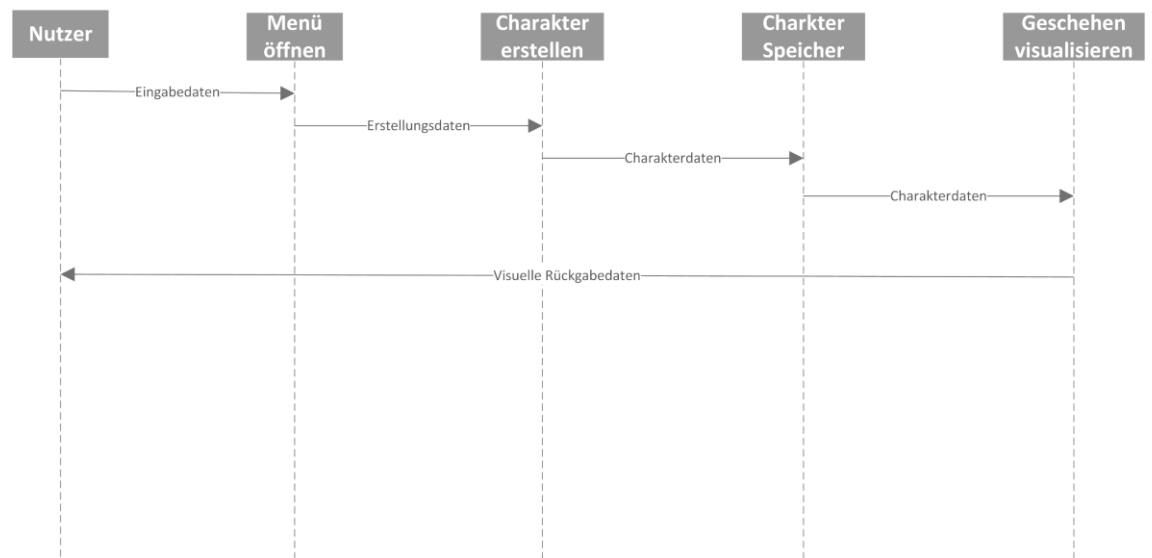 Nutzer
Menü
öffnen
Charakter
erstellen
Charkter
Speicher
Geschehen
visualisieren
Eingabedaten
Erstellungsdaten
Charakterdaten
Charakterdaten
Visuelle Rückgabedaten